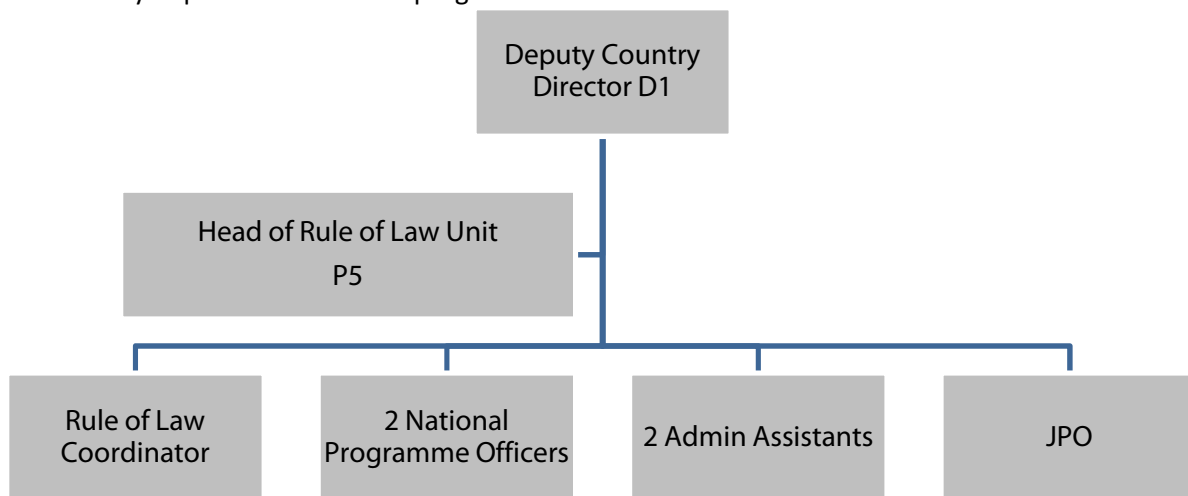 Deputy Country
Director D1
Head of Rule of Law Unit
P5
Rule of Law
Coordinator
2 National
Programme Officers
2 Admin Assistants
JPO